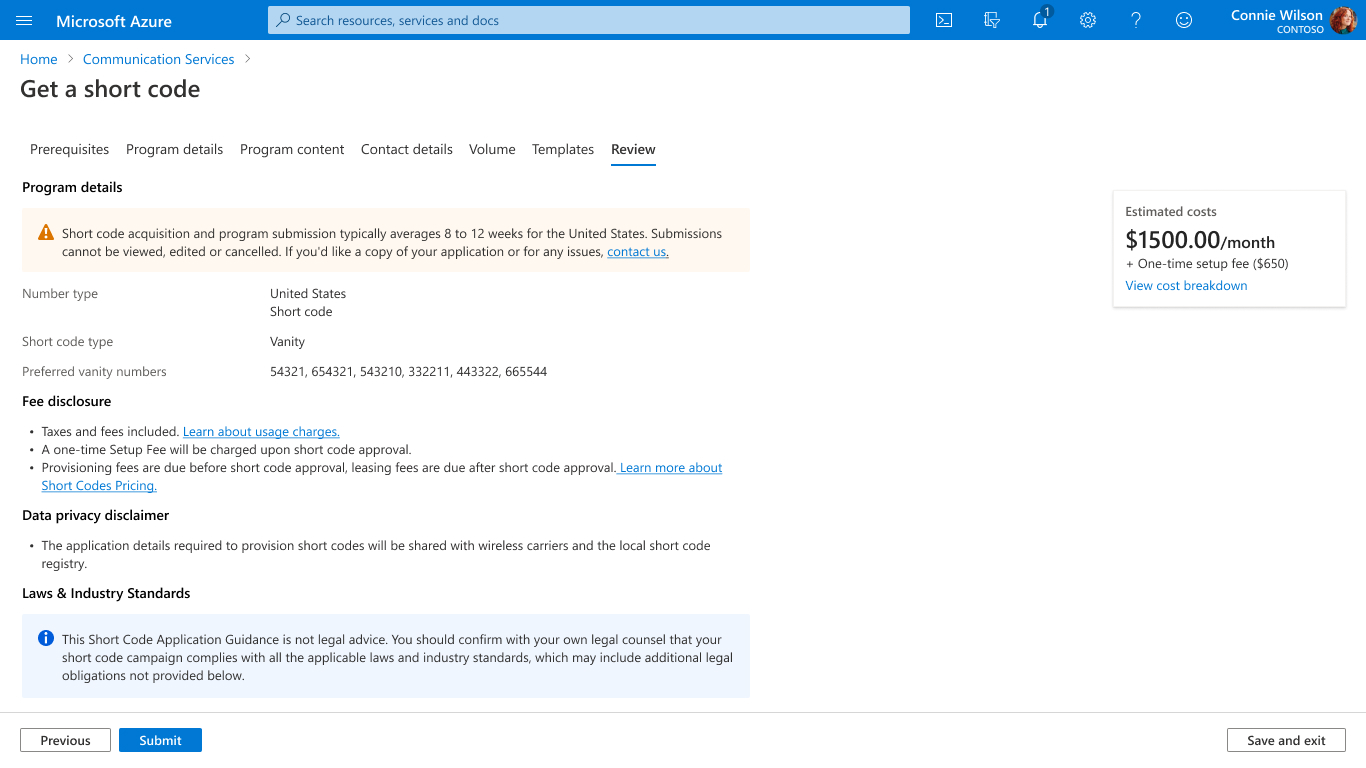 Microsoft Azure
Search resources, services and docs
1
Connie Wilson
CONTOSO
Home > Communication Services >
Get a short code
Prerequisites Program details Program content Contact details Volume Templates Review
Program details
Short code acquisition and program submission typically averages 8 to 12 weeks for the United States. Submissions
cannot be viewed, edited or cancelled. If you'd like a copy of your application or for any issues, contact us.
Number type United States
Short code
Short code type Vanity
Preferred vanity numbers 54321, 654321, 543210, 332211, 443322, 665544
Fee disclosure
• Taxes and fees included. Learn about usage charges.
• A one-time Setup Fee will be charged upon short code approval.
• Provisioning fees are due before short code approval, leasing fees are due after short code approval. Learn more about
Short Codes Pricing.
Data privacy disclaimer
• The application details required to provision short codes will be shared with wireless carriers and the local short code
registry.
Laws & Industry Standards
This Short Code Application Guidance is not legal advice. You should confirm with your own legal counsel that your
short code campaign complies with all the applicable laws and industry standards, which may include additional legal
obligations not provided below.
Estimated costs
$1500.00/month
+ One-time setup fee ($650)
View cost breakdown
Previous Submit Save and exit